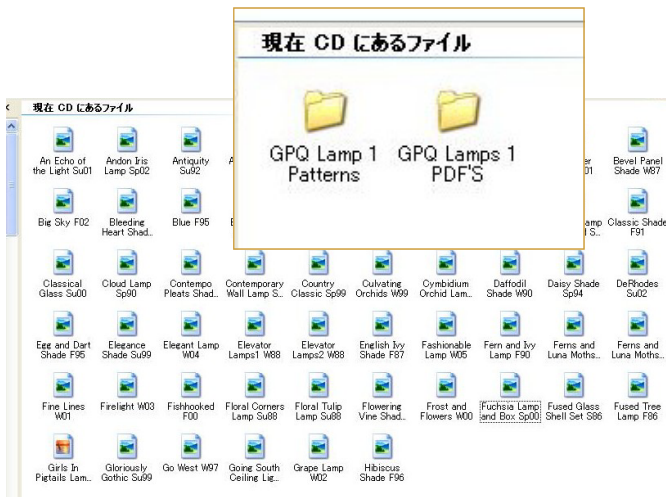 現在 CD にあるファイル
GPQ Lamp 1
Patterns
GPQ Lamps 1
PDF'S
現在 CD にあるファイル
An Echo of
the Light Su01
Andon Iris
Lamp Sp02
Antiquity
Su92
Bevel Panel
Shade W87
Big Sky F02
Bleeding
Heart Shad...
Blue F95
Classic Shade
F91
Classical
Glass Su00
Cloud Lamp
Sp90
Contempo
Pleats Shad...
Contemporary
Wall Lamp S...
Country
Classic Sp99
Culvating
Orchids W99
Cymbidium
Orchid Lam...
Daffodil
Shade W90
Daisy Shade
Sp94
DeRhodes
Su02
Egg and Dart
Shade F95
Elegance
Shade Su99
Elegant Lamp
W04
Elevator
Lamps1 W88
Elevator
Lamps2 W88
English Ivy
Shade F87
Fashionable
Lamp W05
Fern and Ivy
Lamp F90
Ferns and
Luna Moths...
Ferns and
Luna Moths...
Fine Lines
W01
Firelight W03
Fishhooked
F00
Floral Corners
Lamp Su88
Floral Tulip
Lamp Su88
Flowering
Vine Shad...
Frost and
Flowers W00
Fuchsia Lamp
and Box Sp00
Fused Glass
Shell Set S86
Fused Tree
Lamp F86
Girls In
Pigtails Lam...
Gloriously
Gothic Su99
Go West W97
Going South
Ceiling Lig...
Grape Lamp
W02
Hibiscus
Shade F96